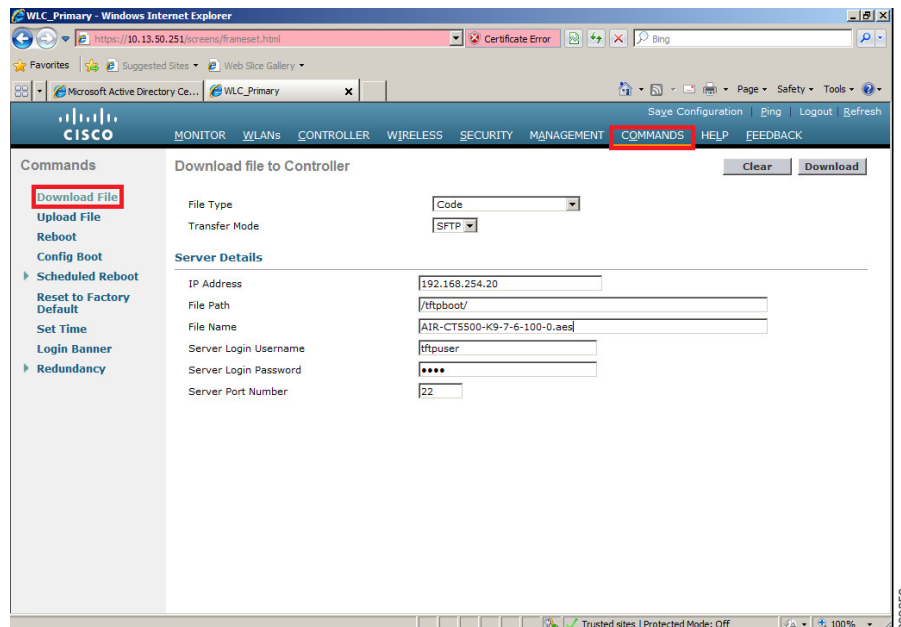 WLC_Primary - Windows Internet Explorer
https://10.13.50.251/screens/frameset.html
Certificate Error
Bing
Favorites
Suggested Sites
Web Slice Gallery
Microsoft Active Directory Ce...
WLC_Primary
Page
Safety
Tools
Save Configuration | Ping | Logout | Refresh
CISCO
MONITOR WLANs CONTROLLER WIRELESS SECURITY MANAGEMENT COMMANDS HELP FEEDBACK
Commands
Download File
Upload File
Reboot
Config Boot
Scheduled Reboot
Reset to Factory
Default
Set Time
Login Banner
Redundancy
Download file to Controller
Clear
Download
File Type Code
Transfer Mode SFTP
Server Details
IP Address 192.168.254.20
File Path /tftpboot/
File Name AIR-CT5500-K9-7-6-100-0.aes
Server Login Username tftpuser
Server Login Password ••••
Server Port Number 22
Trusted sites | Protected Mode: Off
100%